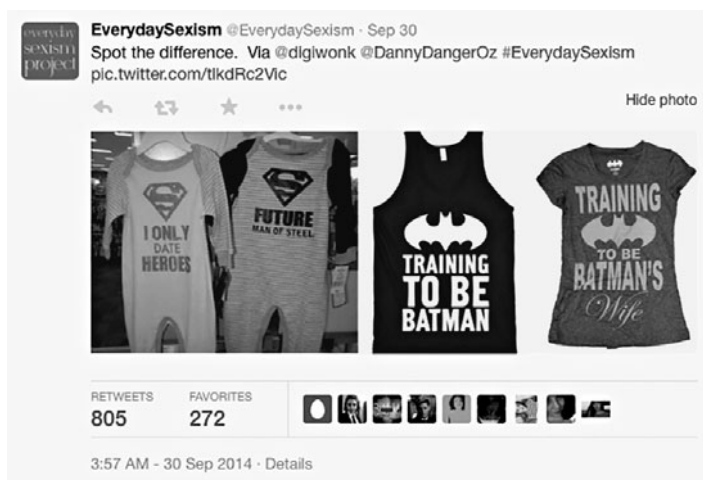 everyday
sexism
project
EverydaySexism @EverydaySexism · Sep 30
Spot the difference. Via @digiwonk @DannyDangerOz #EverydaySexism
pic.twitter.com/tlkdRc2Vic
Hide photo
I ONLY
DATE
HEROES
FUTURE
MAN OF STEEL
TRAINING
TO BE
BATMAN
TRAINING
TO BE
BATMAN'S
Wife
RETWEETS
805
FAVORITES
272
3:57 AM - 30 Sep 2014 · Details